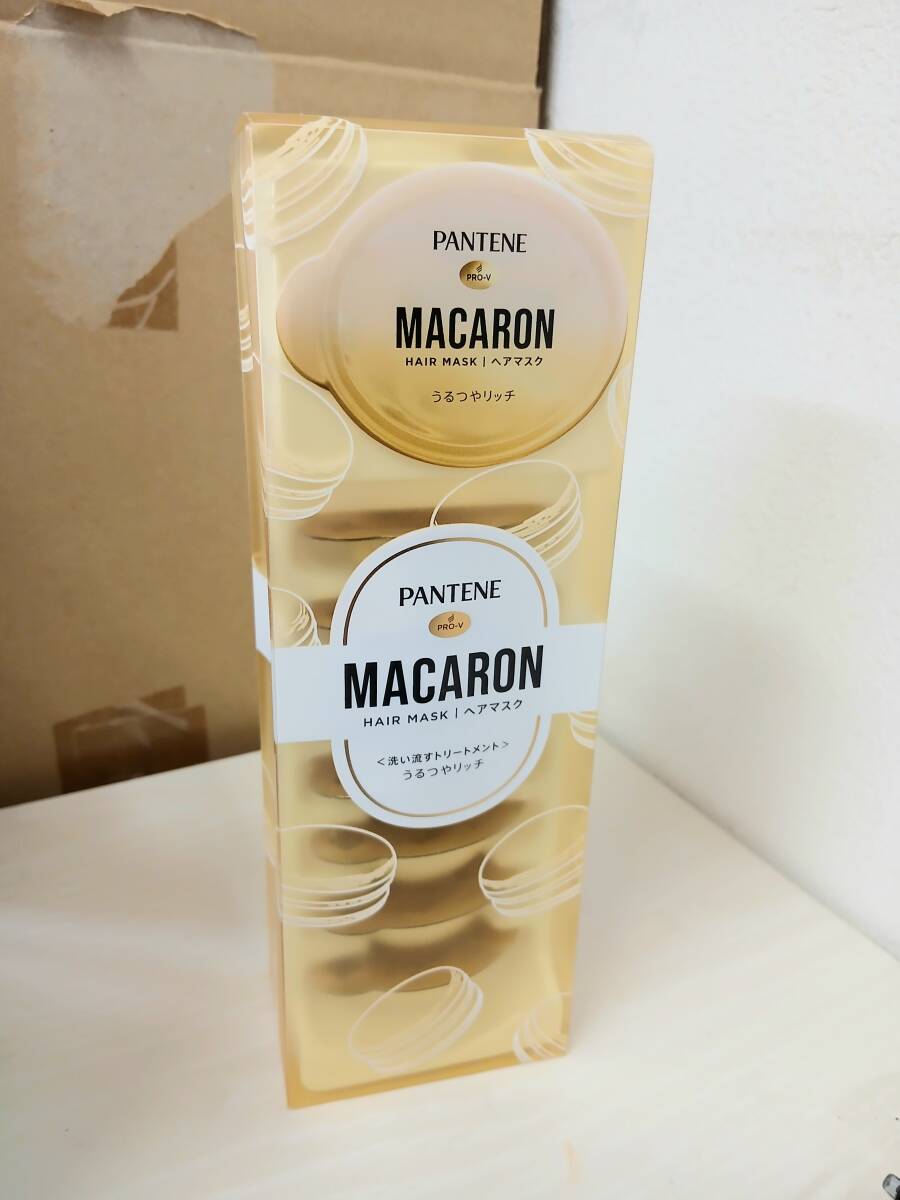 PANTENE
PRO-V
MACARON
HAIR MASK | ヘアマスク
うるつやリッチ
PANTENE
PRO-V
MACARON
HAIR MASK | ヘアマスク
<洗い流すトリートメント>
うるつやリッチ